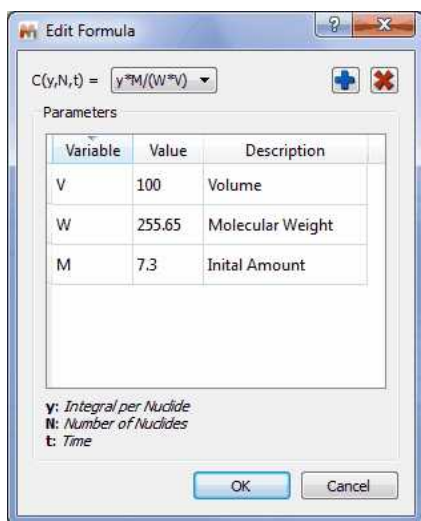 Edit Formula
C(y,N,t) = y*M/(W*V)
Parameters
Variable Value Description
V 100 Volume
W 255.65 Molecular Weight
M 7.3 Inital Amount
y: Integral per Nuclide
N: Number of Nuclides
t: Time
OK Cancel